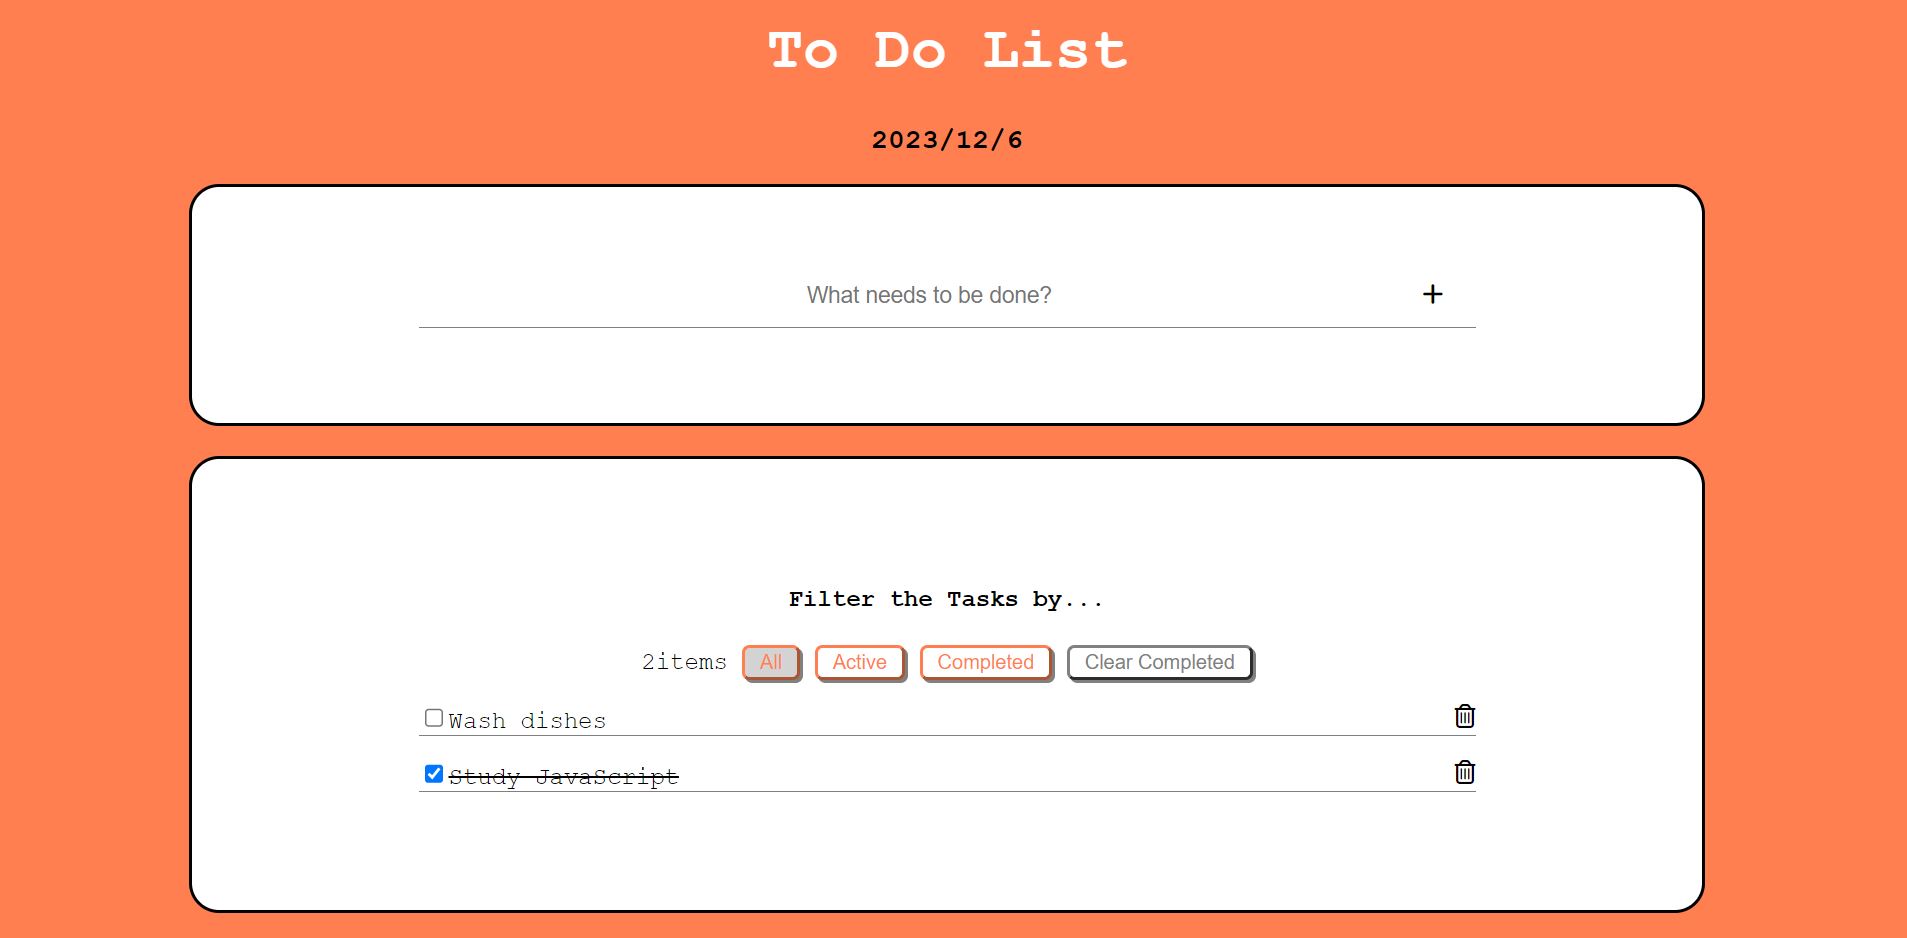 To Do List
2023/12/6
What needs to be done?
Filter the Tasks by...
2items All Active Completed Clear Completed
Wash dishes
Study JavaScript